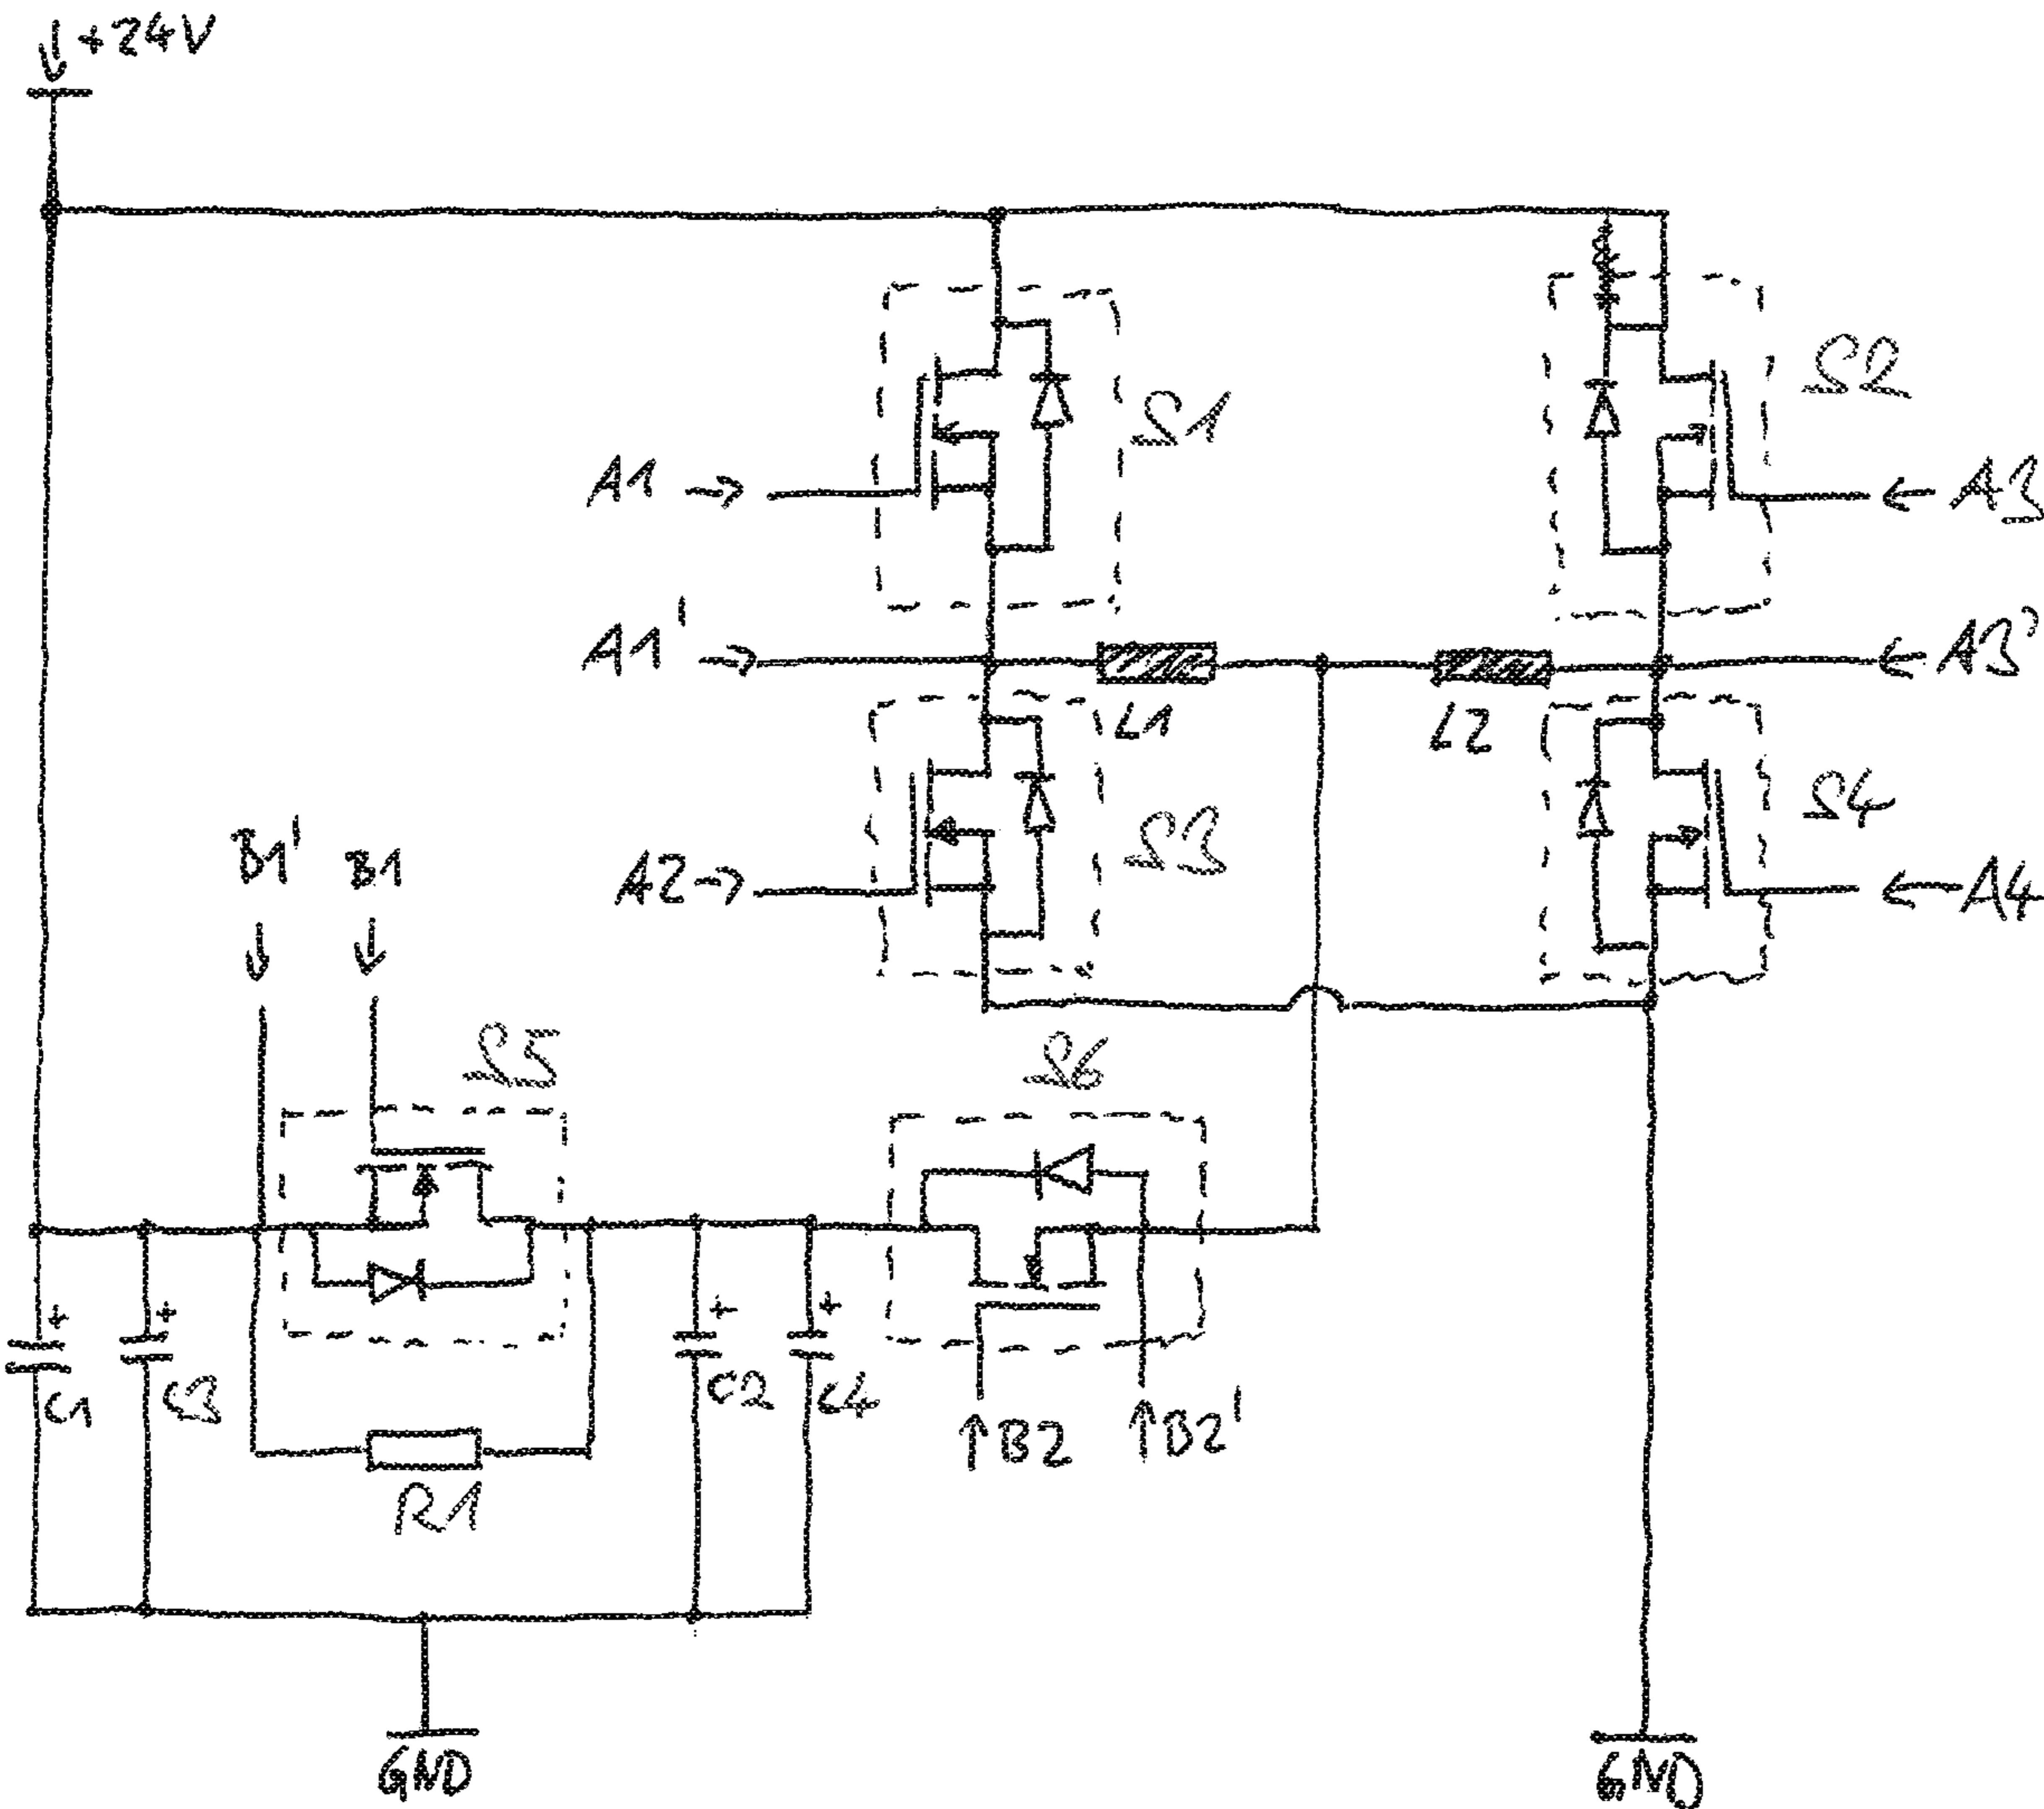 +24V
S1
S2
A1
A3
A1'
A3'
L1
L2
S3
S4
B1'
B1
A2
A4
S5
S6
+
+
+
+
C1
C3
C2
C4
B2
B2'
R1
GND
GND